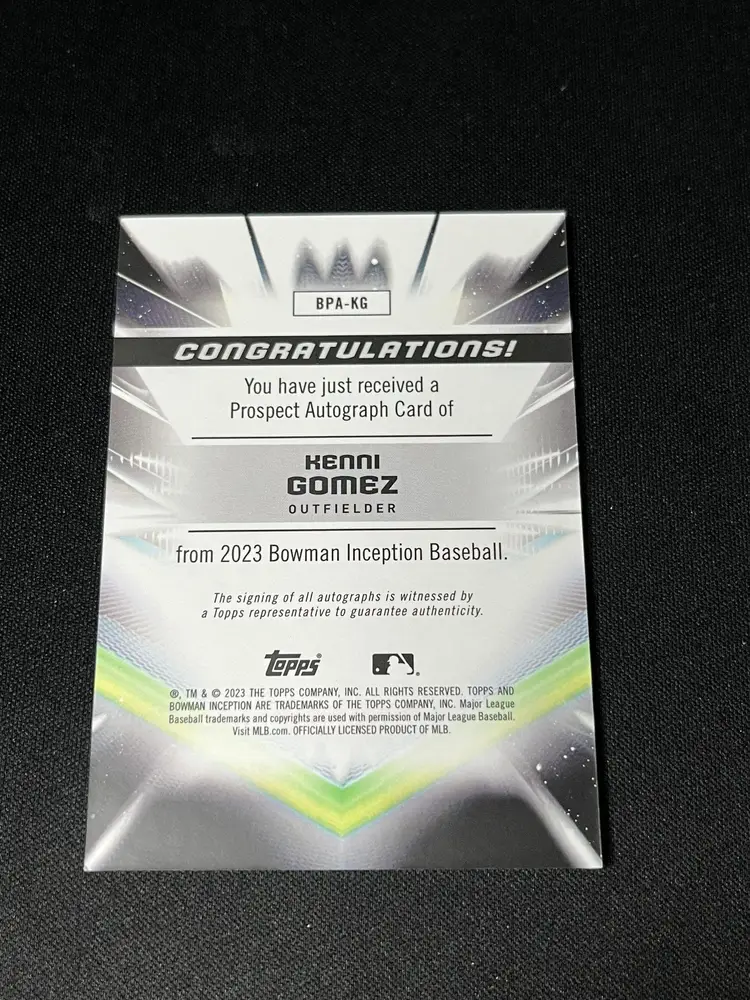 BPA-KG
CONGRATULATIONS!
You have just received a
Prospect Autograph Card of
KENNI
GOMEZ
OUTFIELDER
from 2023 Bowman Inception Baseball.
The signing of all autographs is witnessed by
a Topps representative to guarantee authenticity.
Topps
®, TM & © 2023 THE TOPPS COMPANY, INC. ALL RIGHTS RESERVED. TOPPS AND
BOWMAN INCEPTION ARE TRADEMARKS OF THE TOPPS COMPANY, INC. Major League
Baseball trademarks and copyrights are used with permission of Major League Baseball.
Visit MLB.com. OFFICIALLY LICENSED PRODUCT OF MLB.